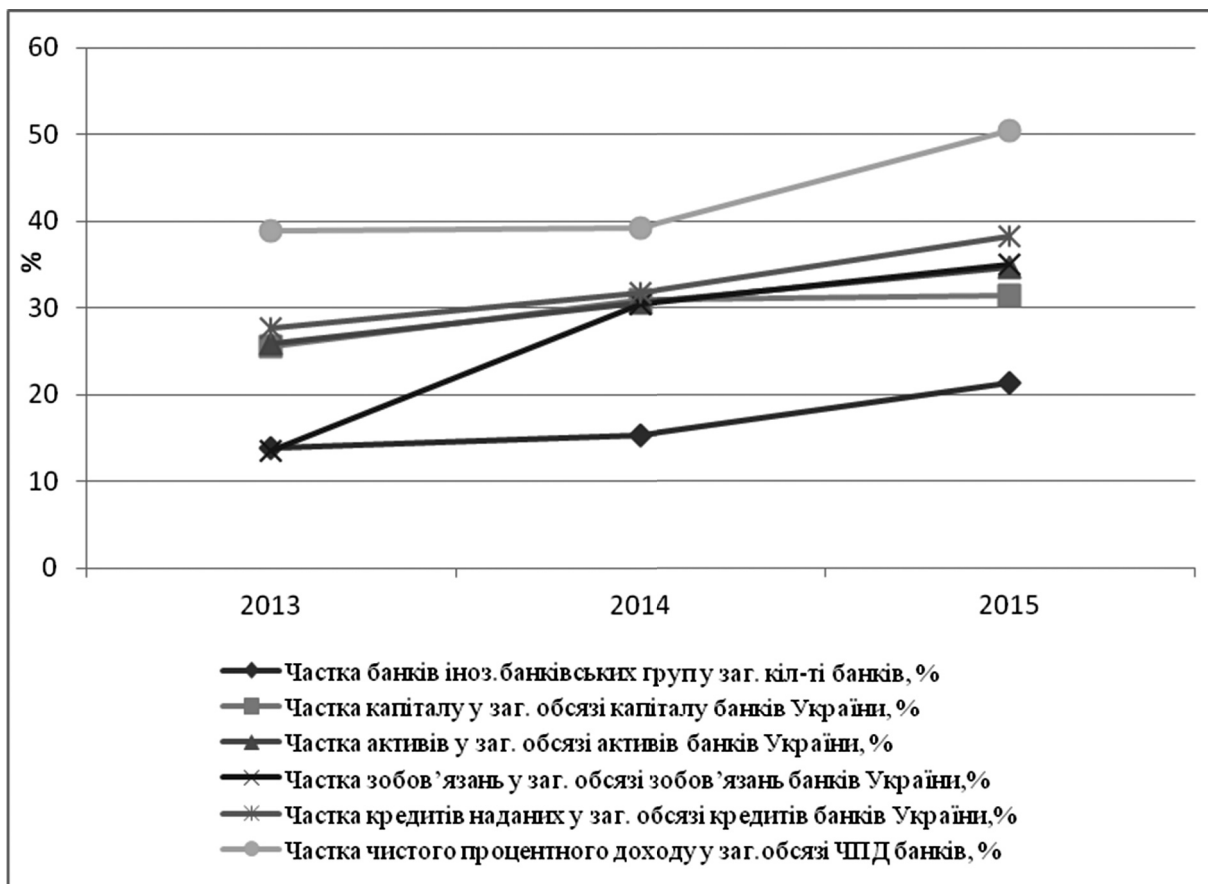 60
50
40
%
30
20
10
0
2013 2014 2015
Частка банків іноз.банківських груп у заг. кіл-ті банків, %
Частка капіталу у заг. обсязі капіталу банків України, %
Частка активів у заг. обсязі активів банків України, %
Частка зобов’язань у заг. обсязі зобов’язань банків України,%
Частка кредитів наданих у заг. обсязі кредитів банків України,%
Частка чистого процентного доходу у заг.обсязі ЧПД банків, %